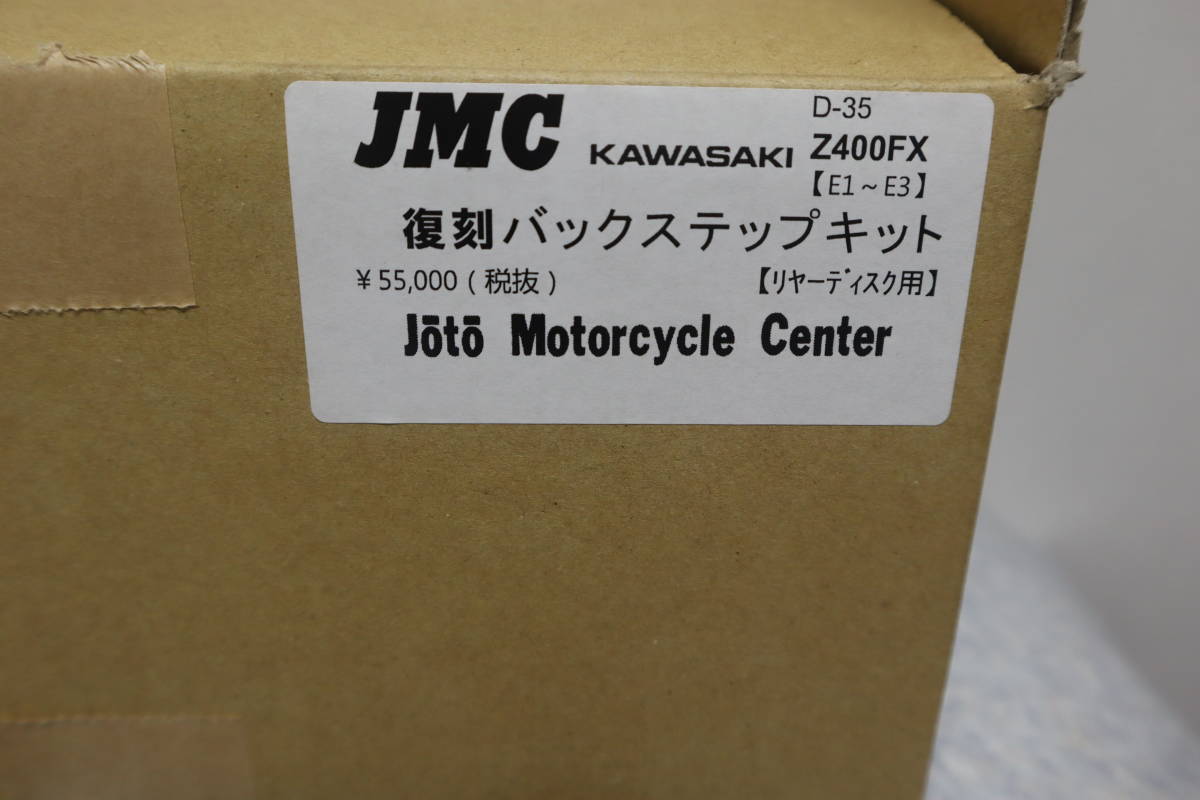 JMC KAWASAKI D-35
Z400FX
【E1～E3】
復刻バックステップキット
¥55,000(税抜) 【ﾘﾔｰﾃﾞｨｽｸ用】
Jōtō Motorcycle Center